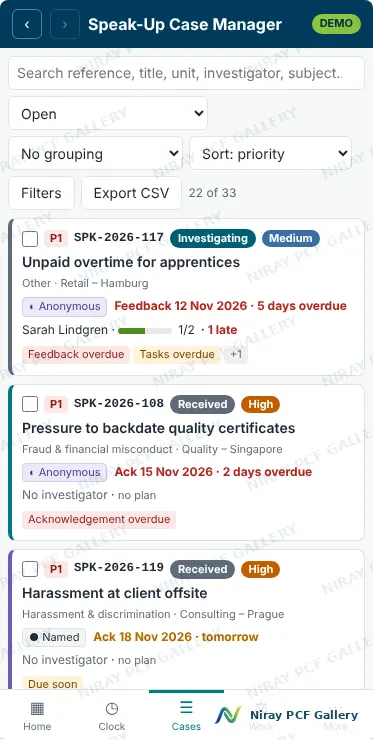 Speak-Up Case Manager
DEMO
Search reference, title, unit, investigator, subject..
Open
No grouping
Sort: priority
Filters
Export CSV
22 of 33
P1 SPK-2026-117 Investigating Medium
Unpaid overtime for apprentices
Other · Retail – Hamburg
Anonymous Feedback 12 Nov 2026 · 5 days overdue
Sarah Lindgren · 1/2 · 1 late
Feedback overdue Tasks overdue +1
P1 SPK-2026-108 Received High
Pressure to backdate quality certificates
Fraud & financial misconduct · Quality – Singapore
Anonymous Ack 15 Nov 2026 · 2 days overdue
No investigator · no plan
Acknowledgement overdue
P1 SPK-2026-119 Received High
Harassment at client offsite
Harassment & discrimination · Consulting – Prague
Named Ack 18 Nov 2026 · tomorrow
No investigator · no plan
Due soon
Home Clock Cases Work More
Niray PCF Gallery
NIRAY PCF GALLERY